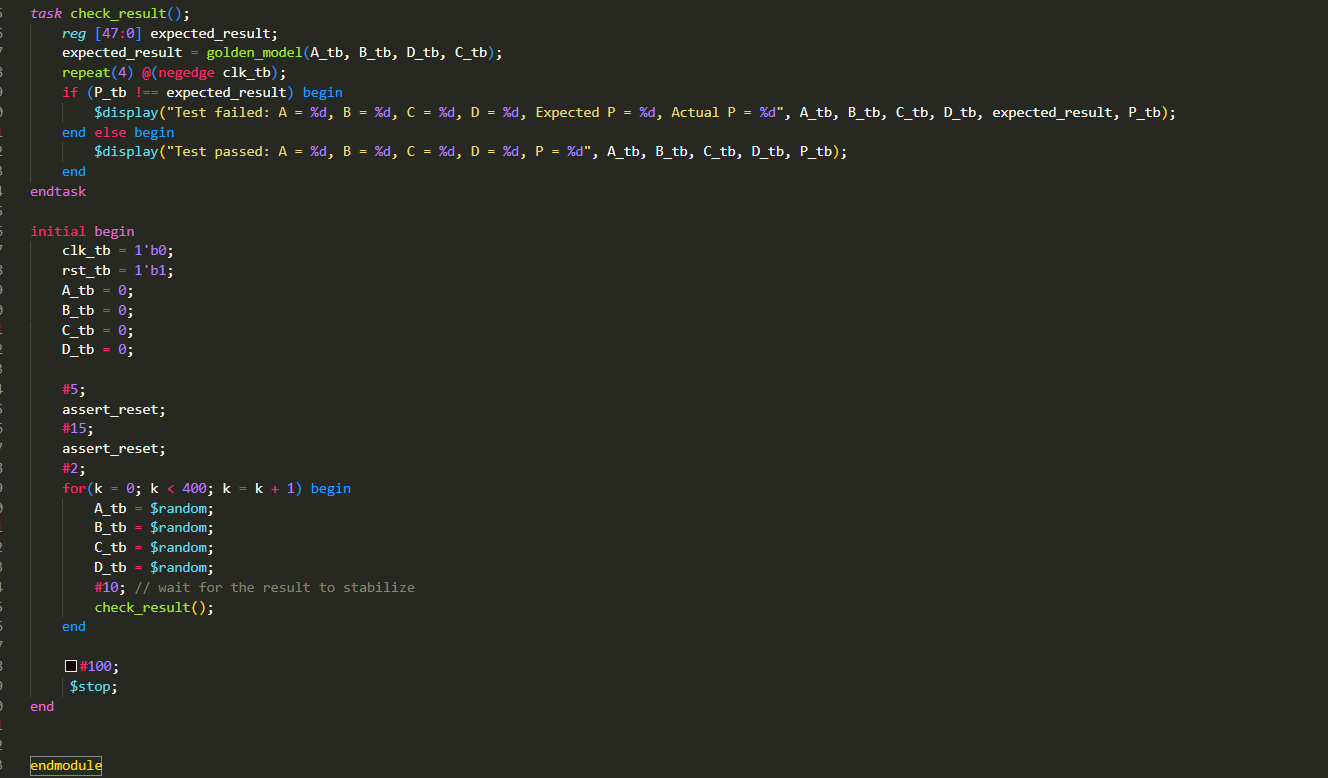 task check_result();
reg [47:0] expected_result;
expected_result = golden_model(A_tb, B_tb, D_tb, C_tb);
repeat(4) @(negedge clk_tb);
if (P_tb !== expected_result) begin
$display("Test failed: A = %d, B = %d, C = %d, D = %d, Expected P = %d, Actual P = %d", A_tb, B_tb, C_tb, D_tb, expected_result, P_tb);
end else begin
$display("Test passed: A = %d, B = %d, C = %d, D = %d, P = %d", A_tb, B_tb, C_tb, D_tb, P_tb);
end
endtask
initial begin
clk_tb = 1'b0;
rst_tb = 1'b1;
A_tb = 0;
B_tb = 0;
C_tb = 0;
D_tb = 0;
#5;
assert_reset;
#15;
assert_reset;
#2;
for(k = 0; k < 400; k = k + 1) begin
A_tb = $random;
B_tb = $random;
C_tb = $random;
D_tb = $random;
#10; // wait for the result to stabilize
check_result();
end
#100;
$stop;
end
endmodule